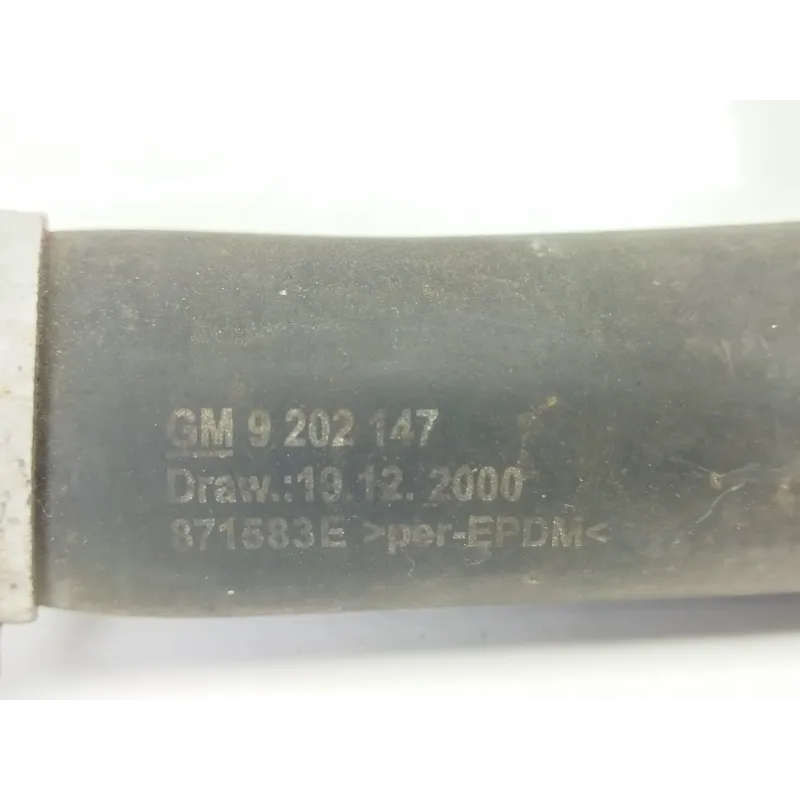 GM 9 202 147
Draw.:19.12. 2000
871583E >per-EPDM<